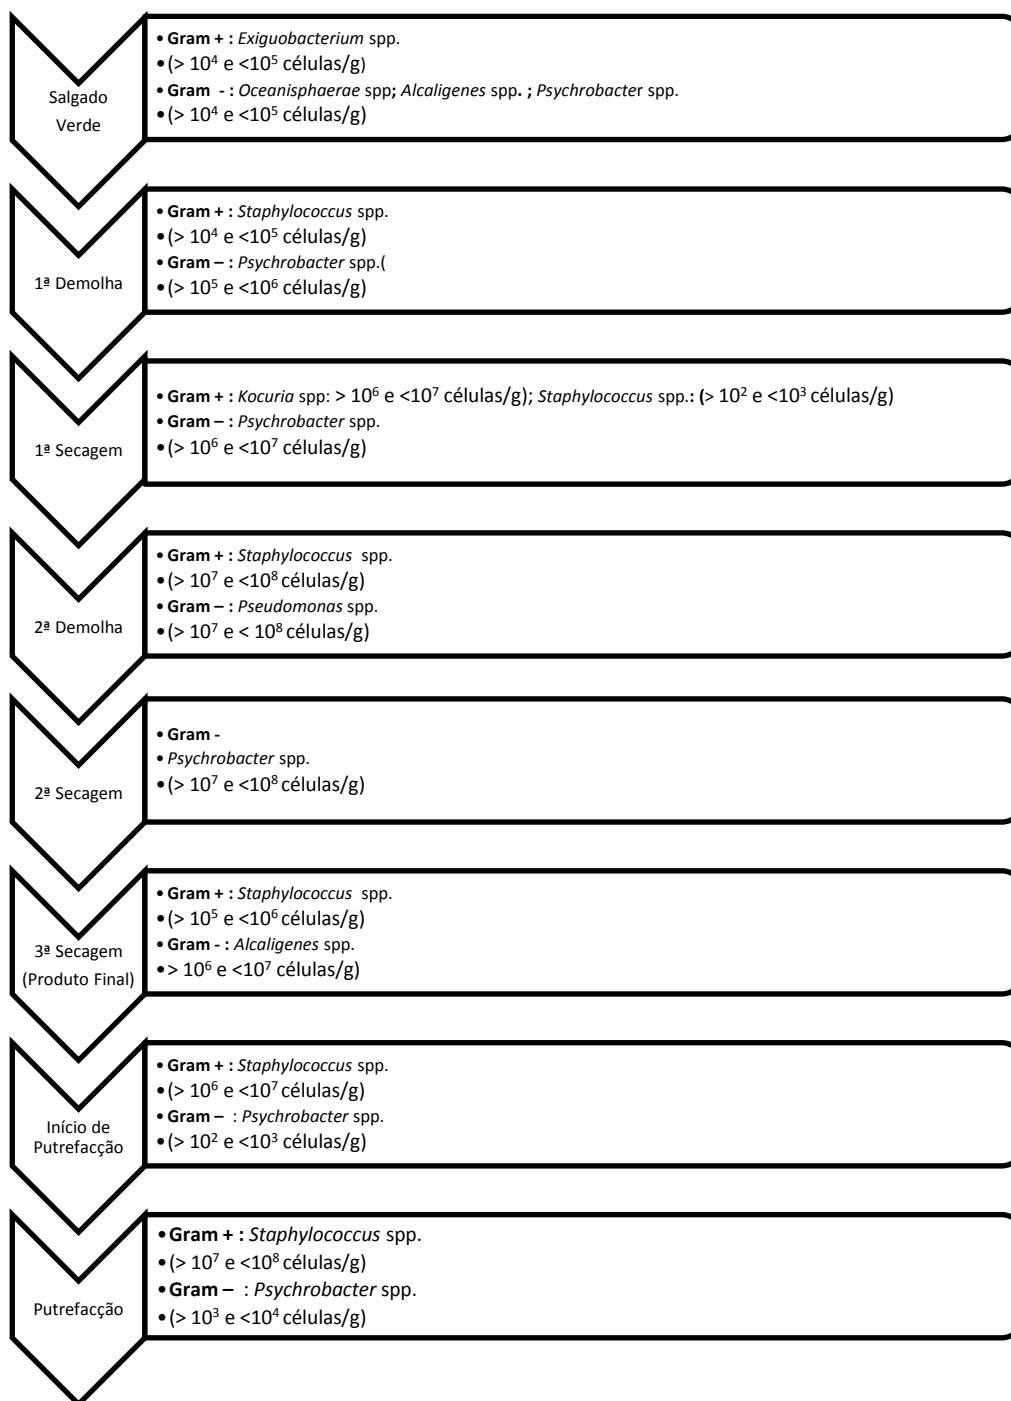 Salgado
Verde
• Gram + : Exiguobacterium spp.
• (> 10⁴ e <10⁵ células/g)
• Gram - : Oceanisphaerae spp; Alcaligenes spp. ; Psychrobacter spp.
• (> 10⁴ e <10⁵ células/g)
1ª Demolha
• Gram + : Staphylococcus spp.
• (> 10⁴ e <10⁵ células/g)
• Gram – : Psychrobacter spp.(
• (> 10⁵ e <10⁶ células/g)
1ª Secagem
• Gram + : Kocuria spp: > 10⁶ e <10⁷ células/g); Staphylococcus spp.: (> 10² e <10³ células/g)
• Gram – : Psychrobacter spp.
• (> 10⁶ e <10⁷ células/g)
2ª Demolha
• Gram + : Staphylococcus spp.
• (> 10⁷ e <10⁸ células/g)
• Gram – : Pseudomonas spp.
• (> 10⁷ e < 10⁸ células/g)
2ª Secagem
• Gram -
• Psychrobacter spp.
• (> 10⁷ e <10⁸ células/g)
3ª Secagem
(Produto Final)
• Gram + : Staphylococcus spp.
• (> 10⁵ e <10⁶ células/g)
• Gram - : Alcaligenes spp.
• > 10⁶ e <10⁷ células/g)
Início de
Putrefacção
• Gram + : Staphylococcus spp.
• (> 10⁶ e <10⁷ células/g)
• Gram – : Psychrobacter spp.
• (> 10² e <10³ células/g)
Putrefacção
• Gram + : Staphylococcus spp.
• (> 10⁷ e <10⁸ células/g)
• Gram – : Psychrobacter spp.
• (> 10³ e <10⁴ células/g)